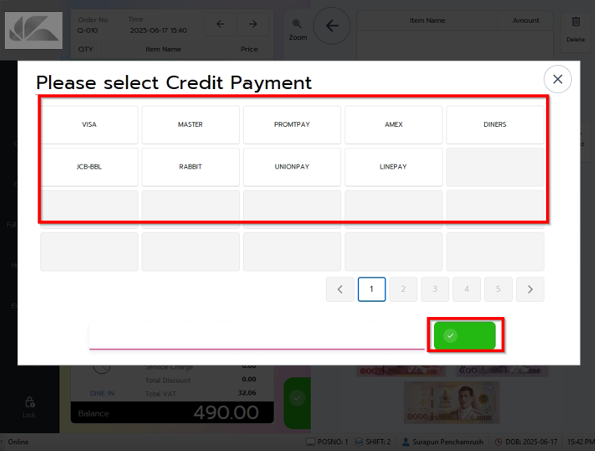 Order No
Time
Q-010
2025-06-17 15:40
QTY
Item Name
Price
Zoom
Item Name
Amount
Delete
Please select Credit Payment
VISA
MASTER
PROMTPAY
AMEX
DINERS
JCB-BBL
RABBIT
UNIONPAY
LINEPAY
1
2
3
4
5
Service Charge
0.00
Total Discount
0.00
DINE IN
Total VAT
32.06
Balance
490.00
Lock
Online
POSNO: 1
SHIFT: 2
Surapun Penchamrush
DOB: 2025-06-17
15:42 PM